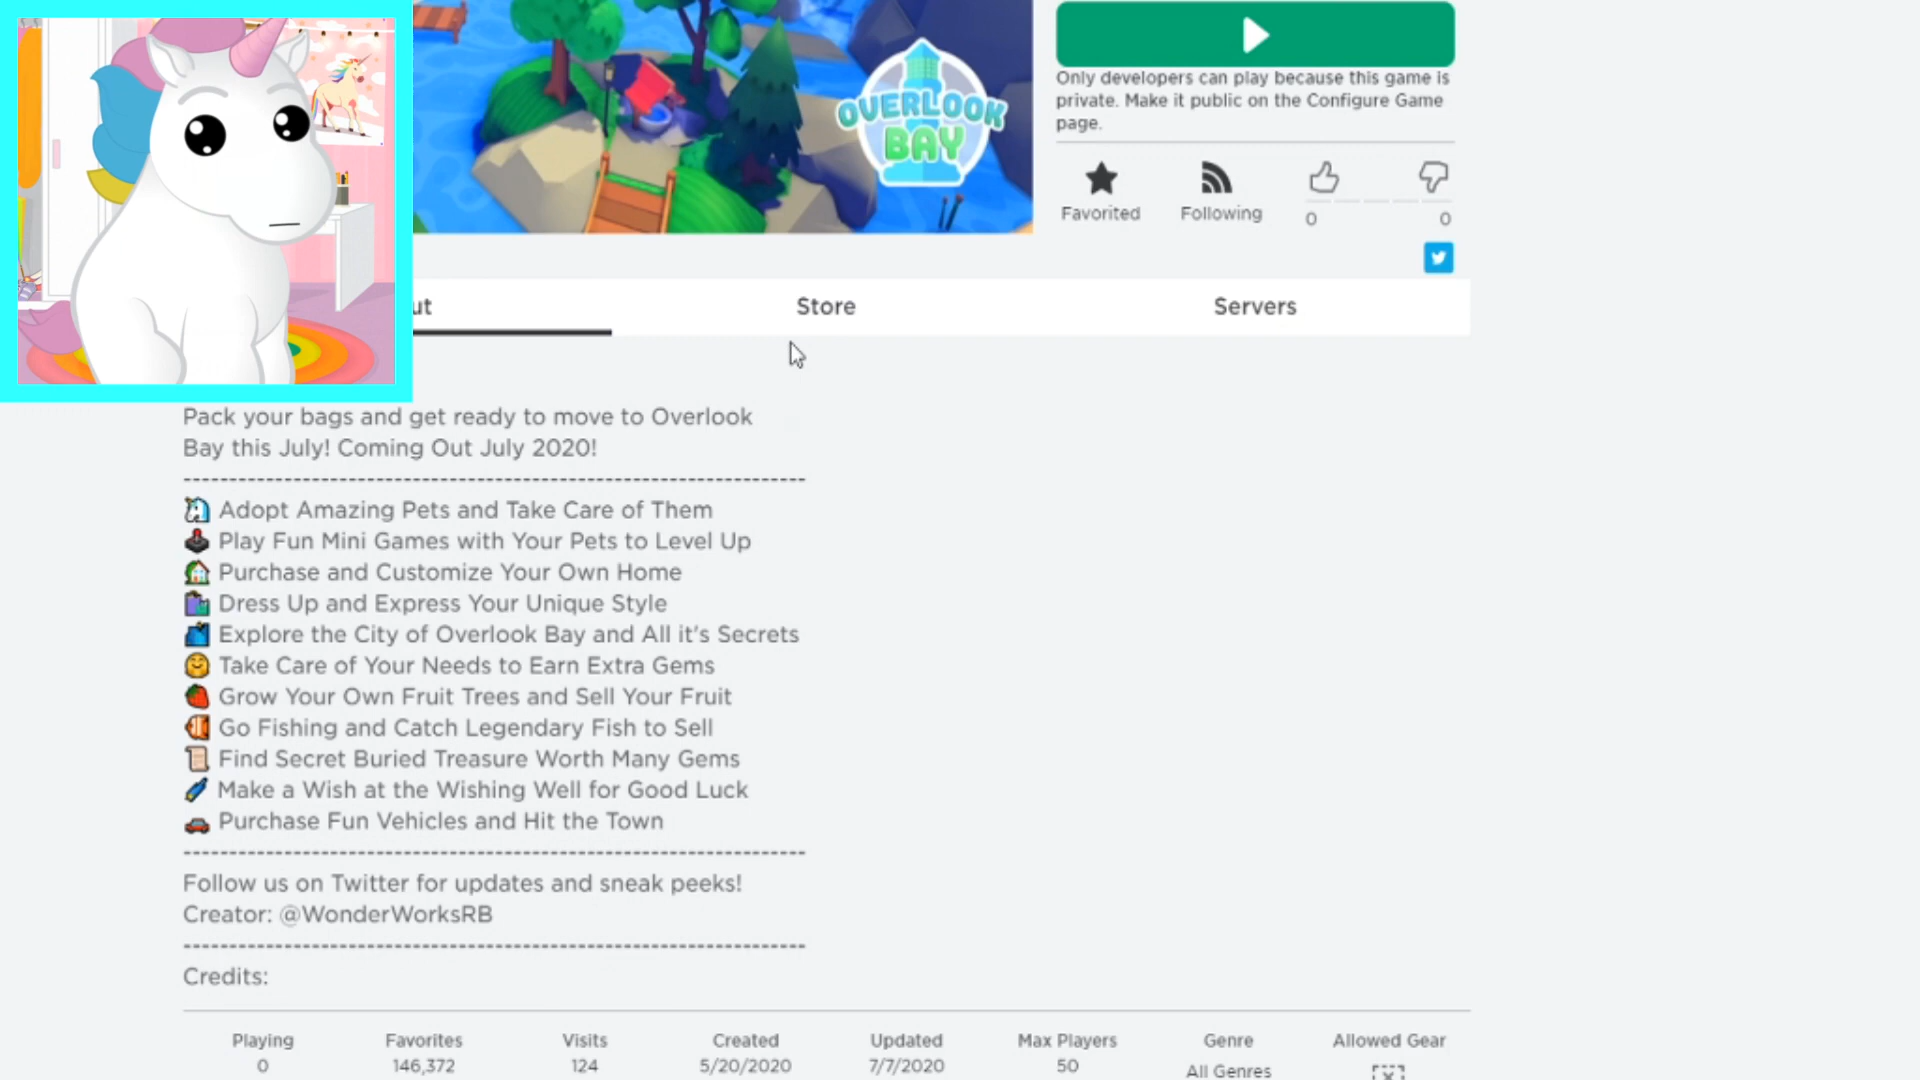 OVERLOOK
BAY
Only developers can play because this game is
private. Make it public on the Configure Game
page.
Favorited
Following
0
0
ut
Store
Servers
Pack your bags and get ready to move to Overlook
Bay this July! Coming Out July 2020!
--------------------------------------------------------------------
Adopt Amazing Pets and Take Care of Them
Play Fun Mini Games with Your Pets to Level Up
Purchase and Customize Your Own Home
Dress Up and Express Your Unique Style
Explore the City of Overlook Bay and All it's Secrets
Take Care of Your Needs to Earn Extra Gems
Grow Your Own Fruit Trees and Sell Your Fruit
Go Fishing and Catch Legendary Fish to Sell
Find Secret Buried Treasure Worth Many Gems
Make a Wish at the Wishing Well for Good Luck
Purchase Fun Vehicles and Hit the Town
--------------------------------------------------------------------
Follow us on Twitter for updates and sneak peeks!
Creator: @WonderWorksRB
--------------------------------------------------------------------
Credits:
Playing Favorites Visits Created Updated Max Players Genre Allowed Gear
0 146,372 124 5/20/2020 7/7/2020 50 All Genres